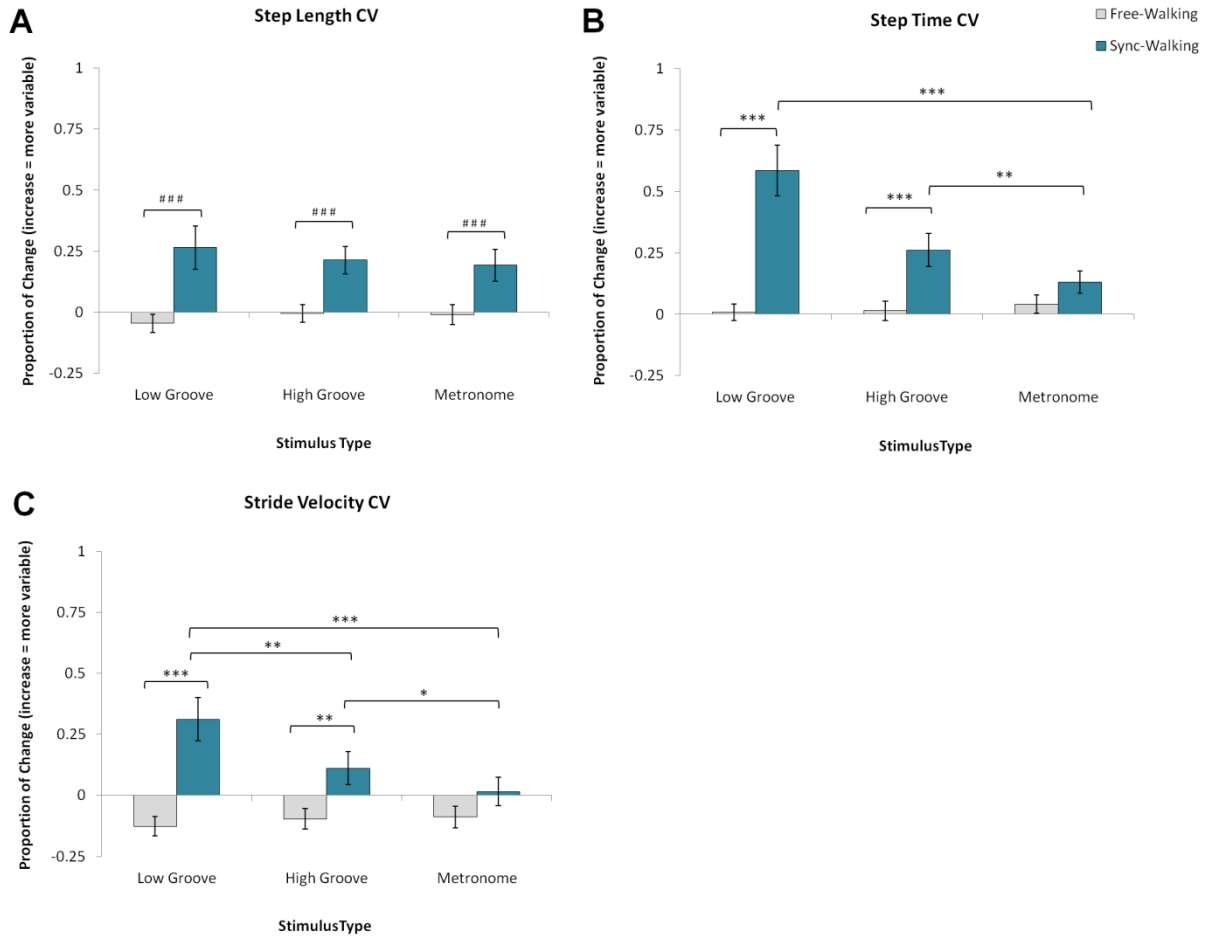 A
Step Length CV
Proportion of Change (increase = more variable)
1
0.75
0.5
0.25
0
-0.25
###
###
###
Low Groove
High Groove
Metronome
Stimulus Type
B
Step Time CV
Free-Walking
Sync-Walking
Proportion of Change (increase = more variable)
1
0.75
0.5
0.25
0
-0.25
***
***
***
**
Low Groove
High Groove
Metronome
StimulusType
C
Stride Velocity CV
Proportion of Change (increase = more variable)
1
0.75
0.5
0.25
0
-0.25
***
**
***
*
**
Low Groove
High Groove
Metronome
StimulusType